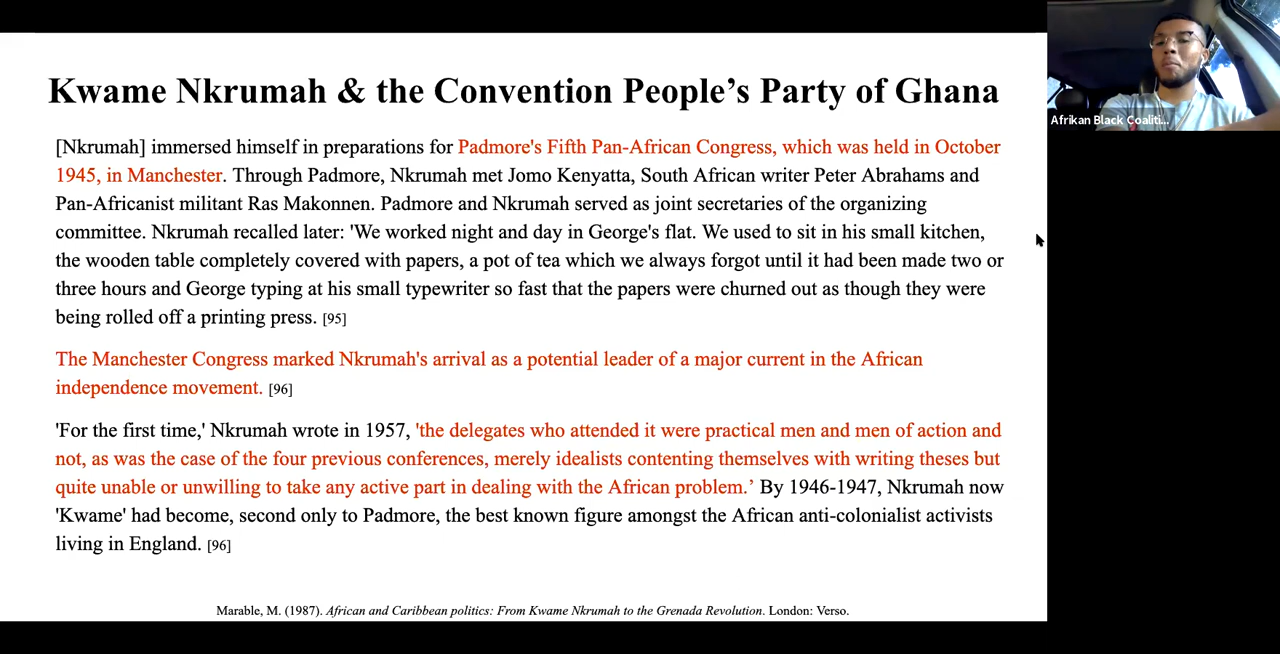 Kwame Nkrumah & the Convention People’s Party of Ghana
[Nkrumah] immersed himself in preparations for Padmore's Fifth Pan-African Congress, which was held in October
1945, in Manchester. Through Padmore, Nkrumah met Jomo Kenyatta, South African writer Peter Abrahams and
Pan-Africanist militant Ras Makonnen. Padmore and Nkrumah served as joint secretaries of the organizing
committee. Nkrumah recalled later: 'We worked night and day in George's flat. We used to sit in his small kitchen,
the wooden table completely covered with papers, a pot of tea which we always forgot until it had been made two or
three hours and George typing at his small typewriter so fast that the papers were churned out as though they were
being rolled off a printing press. [95]
The Manchester Congress marked Nkrumah's arrival as a potential leader of a major current in the African
independence movement. [96]
'For the first time,' Nkrumah wrote in 1957, 'the delegates who attended it were practical men and men of action and
not, as was the case of the four previous conferences, merely idealists contenting themselves with writing theses but
quite unable or unwilling to take any active part in dealing with the African problem.’ By 1946-1947, Nkrumah now
'Kwame' had become, second only to Padmore, the best known figure amongst the African anti-colonialist activists
living in England. [96]
Marable, M. (1987). African and Caribbean politics: From Kwame Nkrumah to the Grenada Revolution. London: Verso.
Afrikan Black Coaliti...